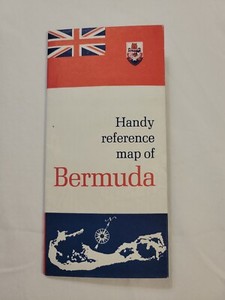 Handy
reference
map of
Bermuda